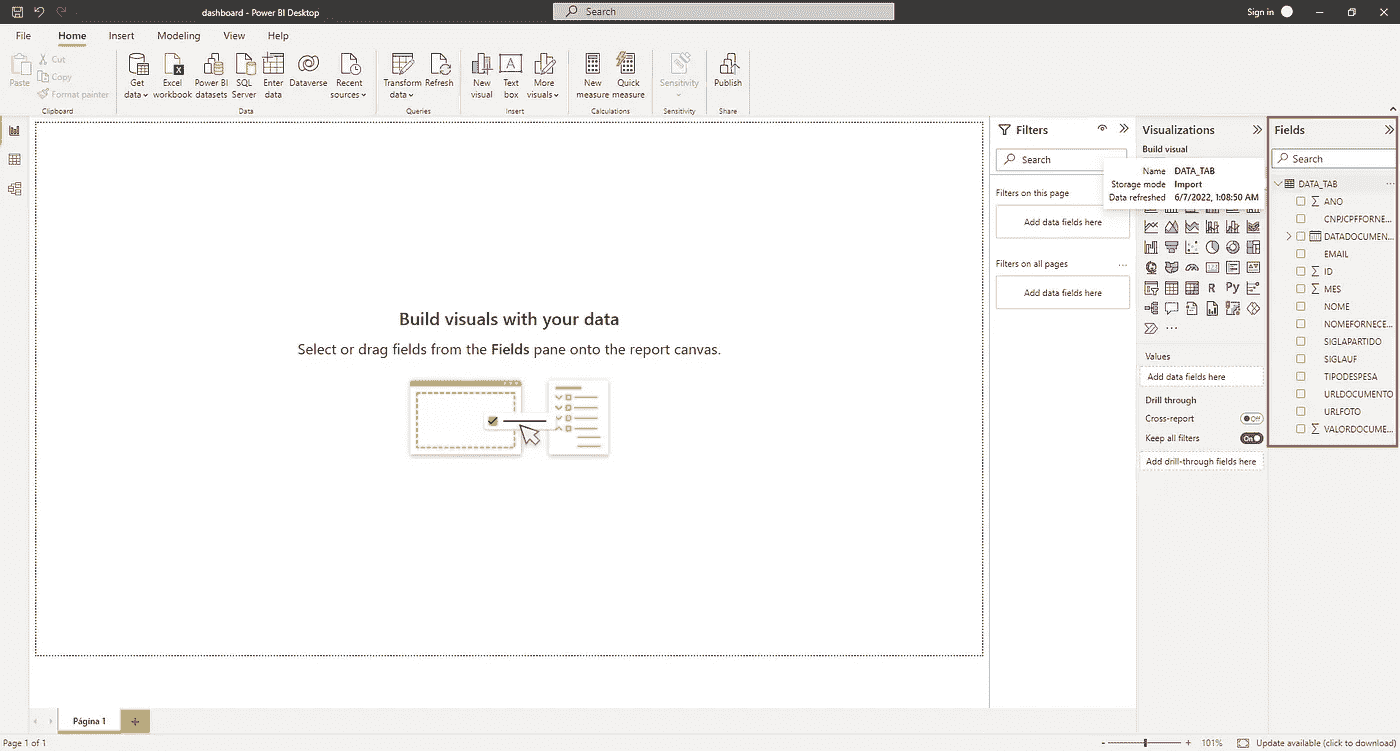 dashboard - Power BI Desktop
Search
Sign in
File Home Insert Modeling View Help
Paste
Cut
Copy
Format painter
Clipboard
Get data
Excel workbook
Power BI datasets
SQL Server
Enter data
Dataverse
Recent sources
Data
Transform data
Refresh
Queries
New visual
Text box
More visuals
Insert
New measure
Quick measure
Calculations
Sensitivity
Sensitivity
Publish
Share
Build visuals with your data
Select or drag fields from the Fields pane onto the report canvas.
Filters
Search
Filters on this page
Add data fields here
Filters on all pages
...
Add data fields here
Visualizations
Build visual
Name DATA_TAB
Storage mode Import
Data refreshed 6/7/2022, 1:08:50 AM
R Py
...
Values
Add data fields here
Drill through
Cross-report Off
Keep all filters On
Add drill-through fields here
Fields
Search
DATA_TAB ...
Σ ANO
CNPJCPFFORNE...
DATADOCUMEN...
EMAIL
Σ ID
Σ MES
NOME
NOMEFORNECE...
SIGLAPARTIDO
SIGLAUF
TIPODESPESA
URLDOCUMENTO
URLFOTO
Σ VALORDOCUME...
Página 1 +
Page 1 of 1
- + 101%
Update available (click to download)